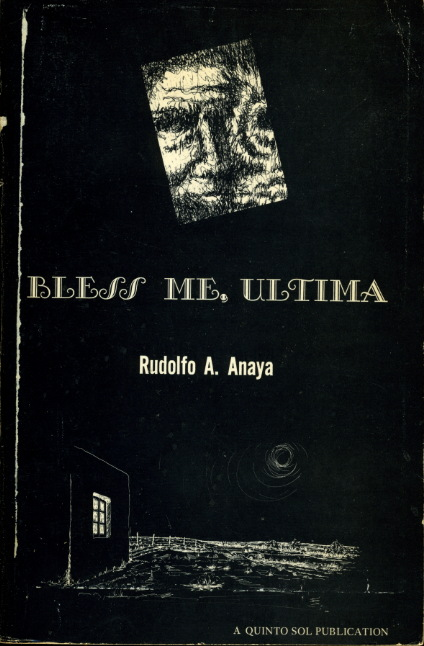 BLESS ME, ULTIMA
Rudolfo A. Anaya
A QUINTO SOL PUBLICATION